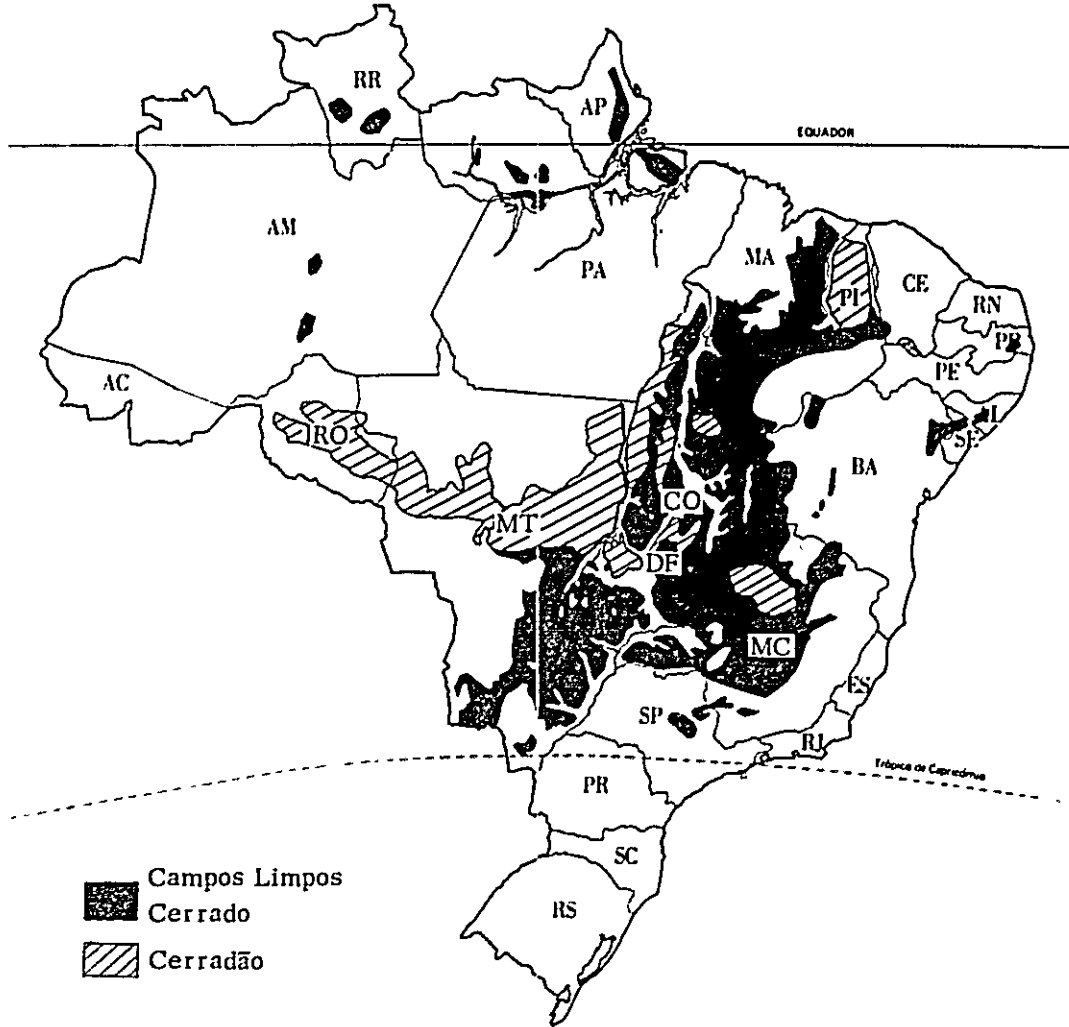 RR
AP
EQUADOR
AM
PA
MA
PI
CE
RN
PB
PE
AC
RO
SE
BA
CO
MT
DF
MC
ES
SP
RJ
Trópico de Capricórnio
PR
SC
RS
Campos Limpos
Cerrado
Cerradão